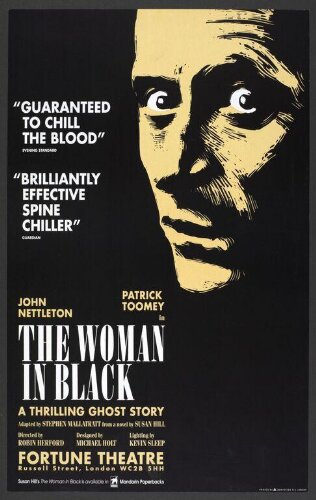 "GUARANTEED
TO CHILL
THE BLOOD"
EVENING STANDARD
"BRILLIANTLY
EFFECTIVE
SPINE
CHILLER"
GUARDIAN
JOHN
NETTLETON
PATRICK
TOOMEY
In
THE WOMAN
IN BLACK
A THRILLING GHOST STORY
Adapted by STEPHEN MALLATRATT from a novel by SUSAN HILL
Directed by
ROBIN HERFORD
Designed by
MICHAEL HOLT
Lighting by
KEVIN SLEEP
FORTUNE THEATRE
Russell Street, London WC2B 5HH
Susan Hill's The Woman in Black is available in Mandarin Paperbacks